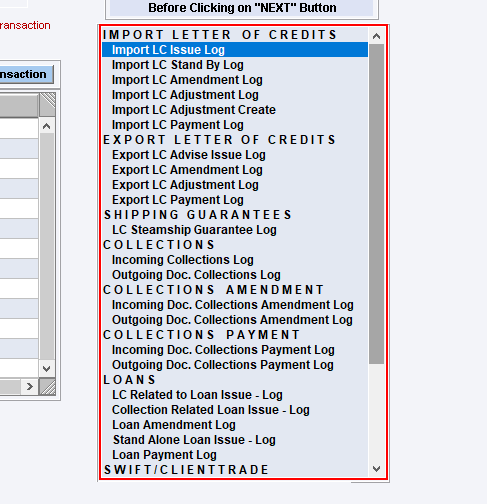 Before Clicking on "NEXT" Button
ransaction
nsaction
IMPORT LETTER OF CREDITS
Import LC Issue Log
Import LC Stand By Log
Import LC Amendment Log
Import LC Adjustment Log
Import LC Adjustment Create
Import LC Payment Log
EXPORT LETTER OF CREDITS
Export LC Advise Issue Log
Export LC Amendment Log
Export LC Adjustment Log
Export LC Payment Log
SHIPPING GUARANTEES
LC Steamship Guarantee Log
COLLECTIONS
Incoming Collections Log
Outgoing Doc. Collections Log
COLLECTIONS AMENDMENT
Incoming Doc. Collections Amendment Log
Outgoing Doc. Collections Amendment Log
COLLECTIONS PAYMENT
Incoming Doc. Collections Payment Log
Outgoing Doc. Collections Payment Log
LOANS
LC Related to Loan Issue - Log
Collection Related Loan Issue - Log
Loan Amendment Log
Stand Alone Loan Issue - Log
Loan Payment Log
SWIFT/CLIENTTRADE